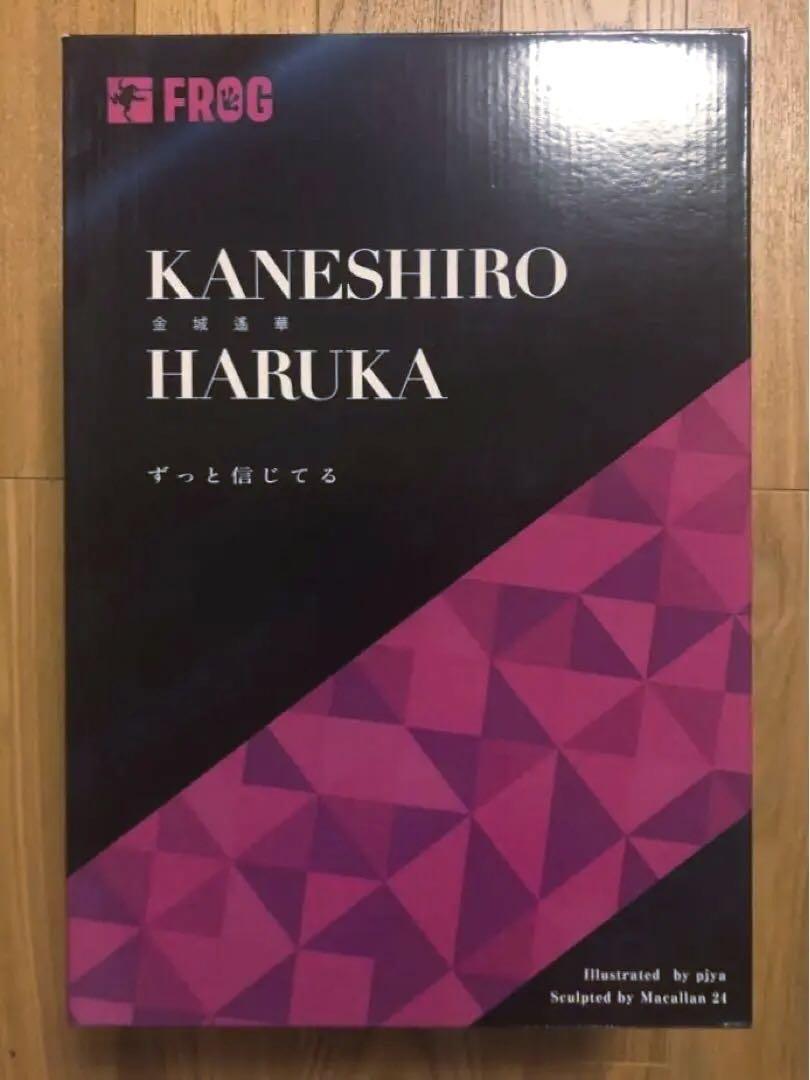 FROG
KANESHIRO
金城遙華
HARUKA
ずっと信じてる
Illustrated by pjya
Sculpted by Macallan 24